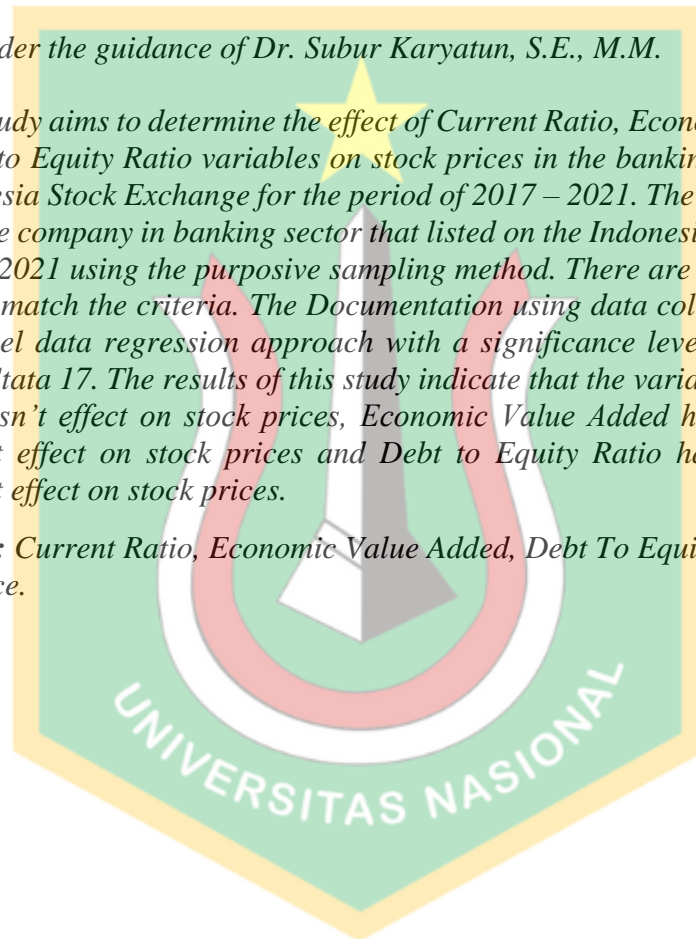 der the guidance of Dr. Subur Karyatun, S.E., M.M.
udy aims to determine the effect of Current Ratio, Econo
to Equity Ratio variables on stock prices in the banking
esia Stock Exchange for the period of 2017 – 2021. The
e company in banking sector that listed on the Indonesi
2021 using the purposive sampling method. There are
match the criteria. The Documentation using data col
el data regression approach with a significance leve
tata 17. The results of this study indicate that the varia
sn’t effect on stock prices, Economic Value Added h
t effect on stock prices and Debt to Equity Ratio ha
t effect on stock prices.
: Current Ratio, Economic Value Added, Debt To Equi
ce.
UNIVERSITAS NASIONAL